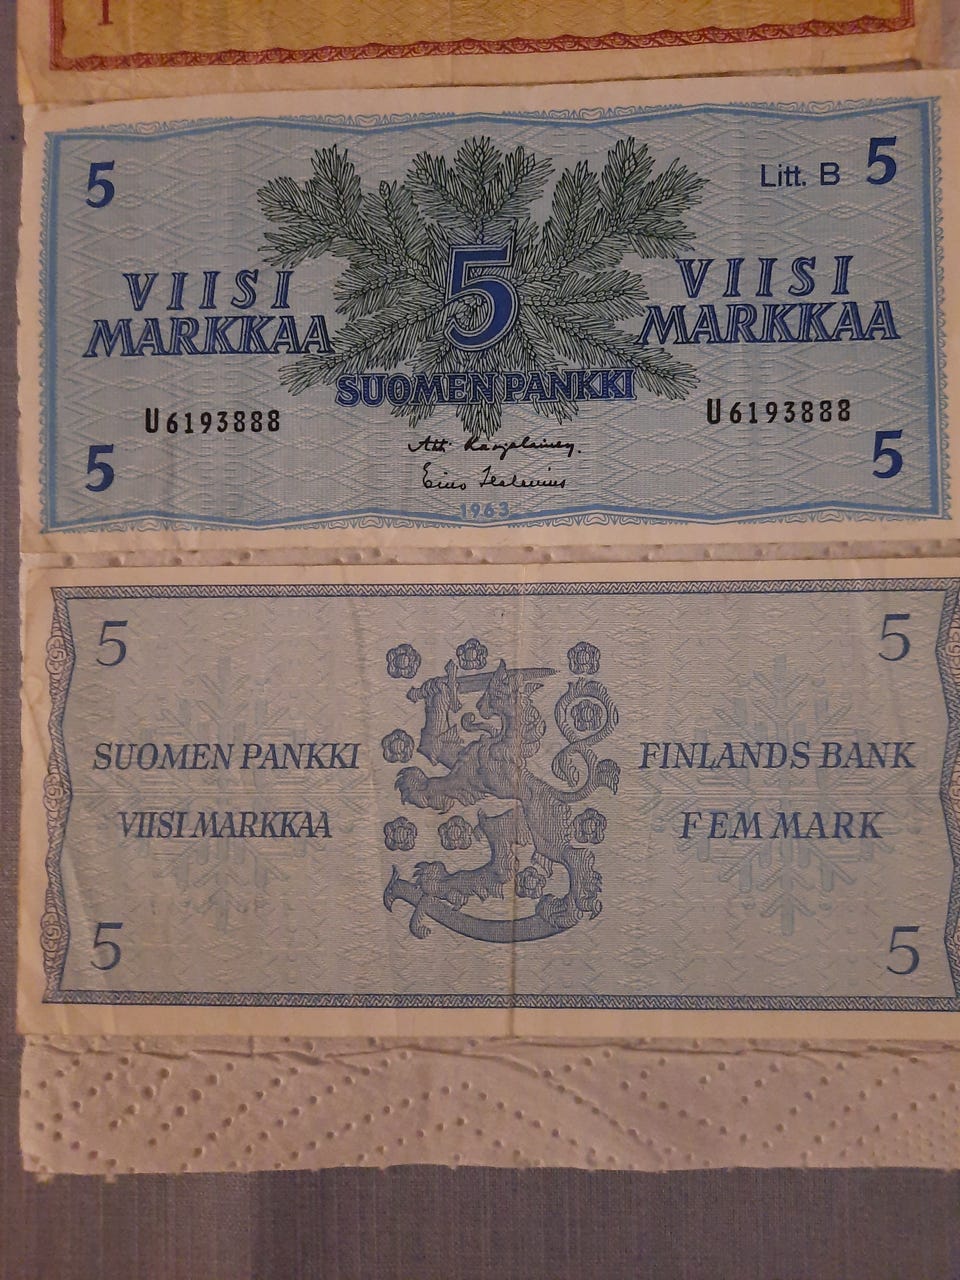 1
5
Litt. B 5
VIISI
MARKKAA
5
VIISI
MARKKAA
SUOMEN PANKKI
U6193888
U6193888
5
5
1963
5
5
SUOMEN PANKKI
VIISI MARKKAA
FINLANDS BANK
FEM MARK
5
5